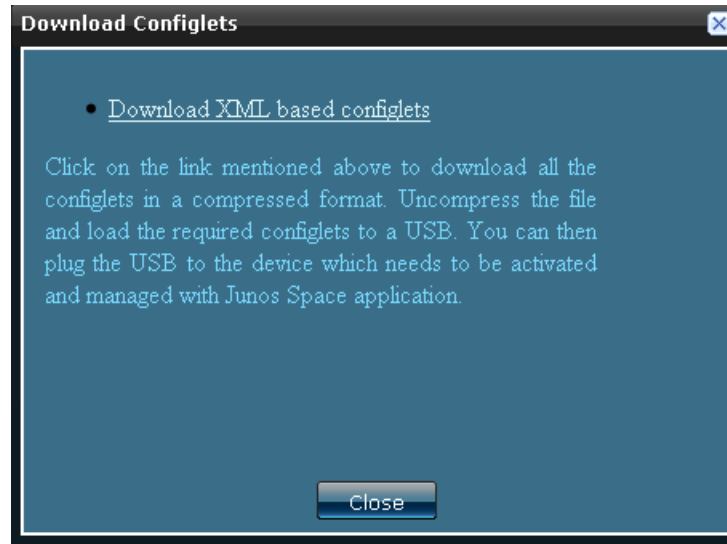 Download Configlets
Download XML based configlets
Click on the link mentioned above to download all the
configlets in a compressed format. Uncompress the file
and load the required configlets to a USB. You can then
plug the USB to the device which needs to be activated
and managed with Junos Space application.
Close